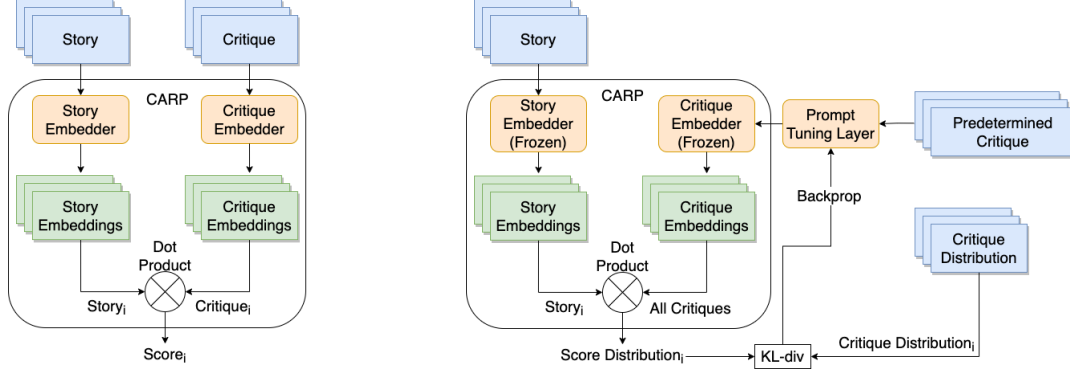 Story
Critique
CARP
Story
Embedder
Critique
Embedder
Story
Embeddings
Critique
Embeddings
Dot
Product
Storyi
Critiquei
Scorei
Story
CARP
Story
Embedder
(Frozen)
Critique
Embedder
(Frozen)
Prompt
Tuning Layer
Predetermined
Critique
Story
Embeddings
Critique
Embeddings
Backprop
Critique
Distribution
Dot
Product
Storyi
All Critiques
Score Distributioni
KL-div
Critique Distributioni